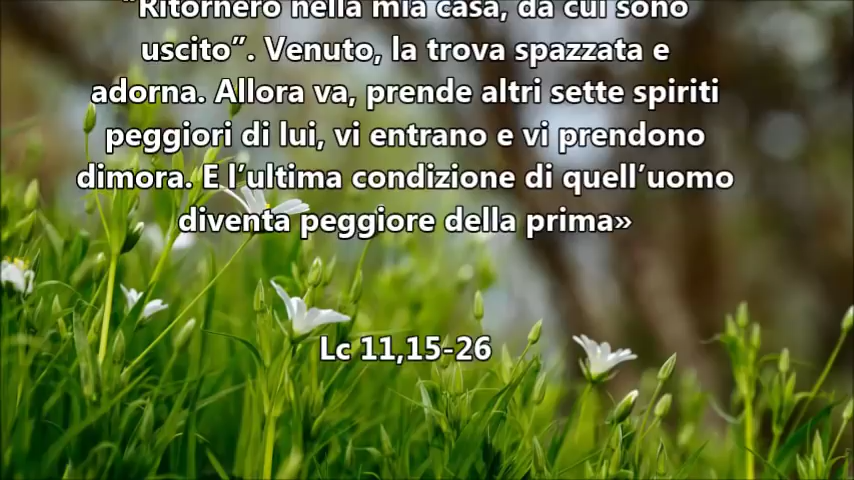 “Ritornerò nella mia casa, da cui sono
uscito”. Venuto, la trova spazzata e
adorna. Allora va, prende altri sette spiriti
peggiori di lui, vi entrano e vi prendono
dimora. E l’ultima condizione di quell’uomo
diventa peggiore della prima»
Lc 11,15-26